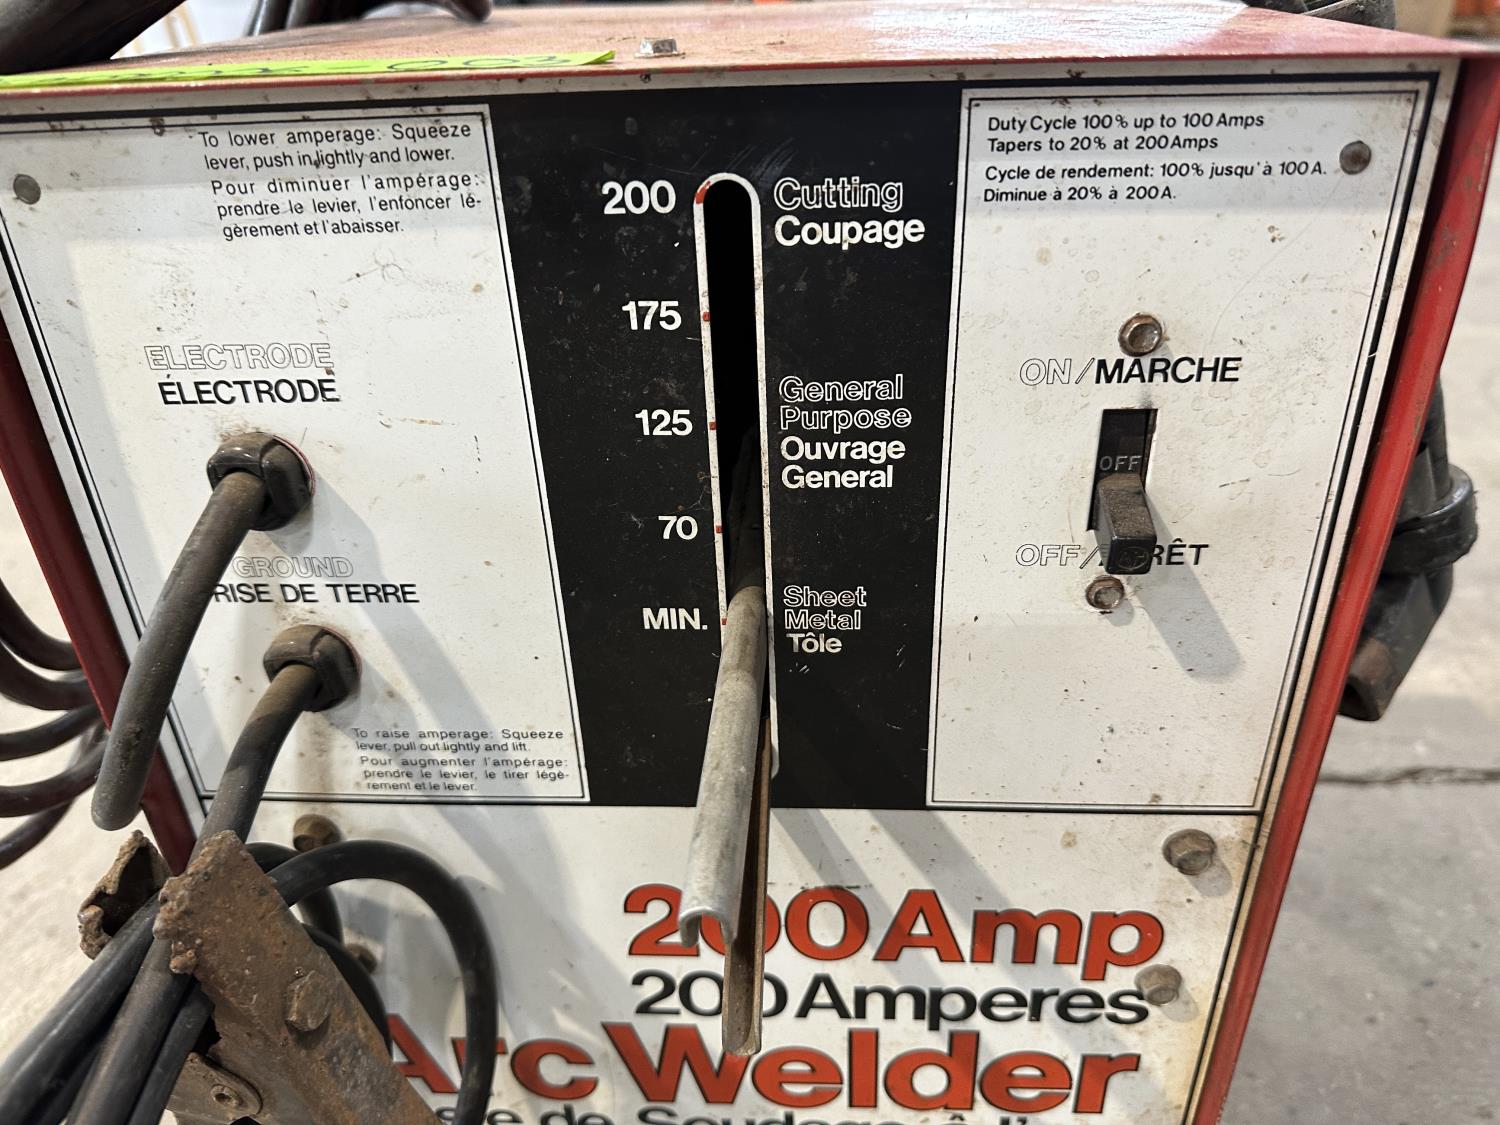 To lower amperage: Squeeze
lever, push in lightly and lower.
Pour diminuer l'ampérage:
prendre le levier, l'enfoncer lé-
gèrement et l'abaisser.
ELECTRODE
ÉLECTRODE
GROUND
RISE DE TERRE
To raise amperage: Squeeze
lever, pull out lightly and lift.
Pour augmenter l'ampérage:
prendre le levier, le tirer légè-
rement et le lever.
200
175
125
70
MIN.
Cutting
Coupage
General
Purpose
Ouvrage
General
Sheet
Metal
Tôle
Duty Cycle 100% up to 100 Amps
Tapers to 20% at 200 Amps
Cycle de rendement: 100% jusqu'à 100 A.
Diminue à 20% à 200 A.
ON/MARCHE
OFF
OFF/ARRÊT
200 Amp
200 Amperes
Arc Welder
de Soudage à l'